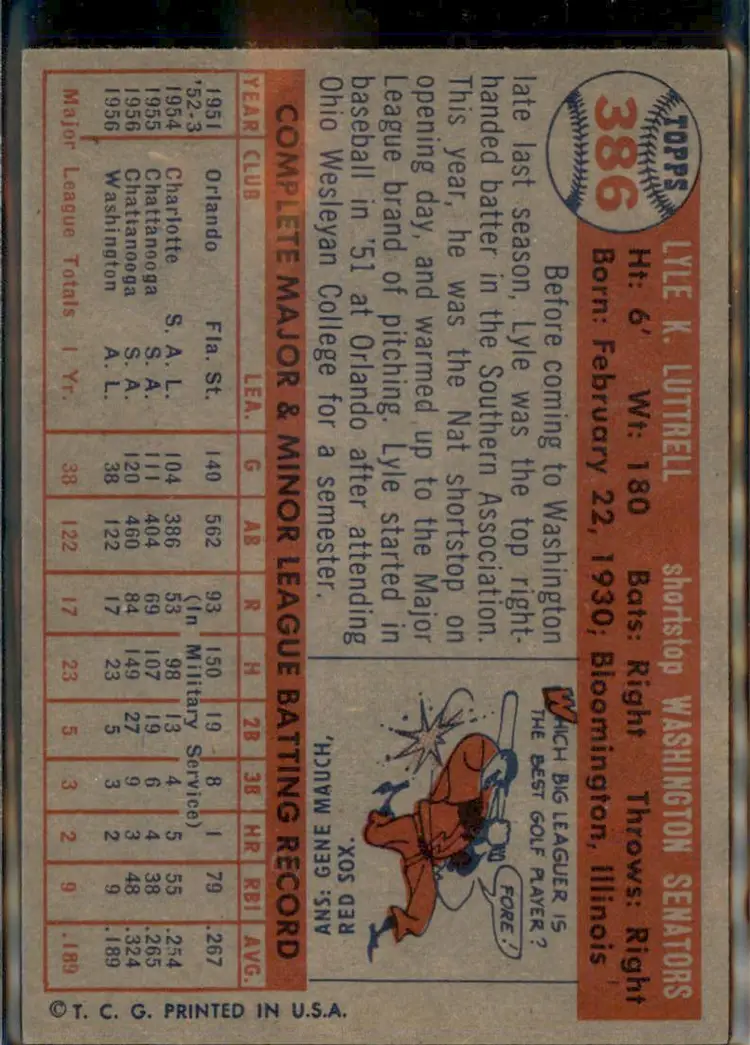 TOPPS
386
LYLE K. LUTTRELL shortstop WASHINGTON SENATORS
Ht: 6' Wt: 180 Bats: Right Throws: Right
Born: February 22, 1930; Bloomington, Illinois
Before coming to Washington
late last season, Lyle was the top right-
handed batter in the Southern Association.
This year, he was the Nat shortstop on
opening day, and warmed up to the Major
League brand of pitching. Lyle started in
baseball in '51 at Orlando after attending
Ohio Wesleyan College for a semester.
WHICH BIG LEAGUER IS
THE BEST GOLF PLAYER?
FORE!
ANS: GENE MAUCH,
RED SOX.
COMPLETE MAJOR & MINOR LEAGUE BATTING RECORD
YEAR CLUB LEA. G AB R H 2B 3B HR RBI AVG.
1951 Orlando Fla. St. 140 562 93 150 19 8 1 79 .267
'52-3 (In Military Service)
1954 Charlotte S. A. L. 104 386 53 98 13 4 5 55 .254
1955 Chattanooga S. A. 111 404 69 107 19 6 4 38 .265
1956 Chattanooga S. A. 120 460 84 149 27 9 3 48 .324
1956 Washington A. L. 38 122 17 23 5 3 2 9 .189
Major League Totals 1 Yr. 38 122 17 23 5 3 2 9 .189
© T. C. G. PRINTED IN U.S.A.